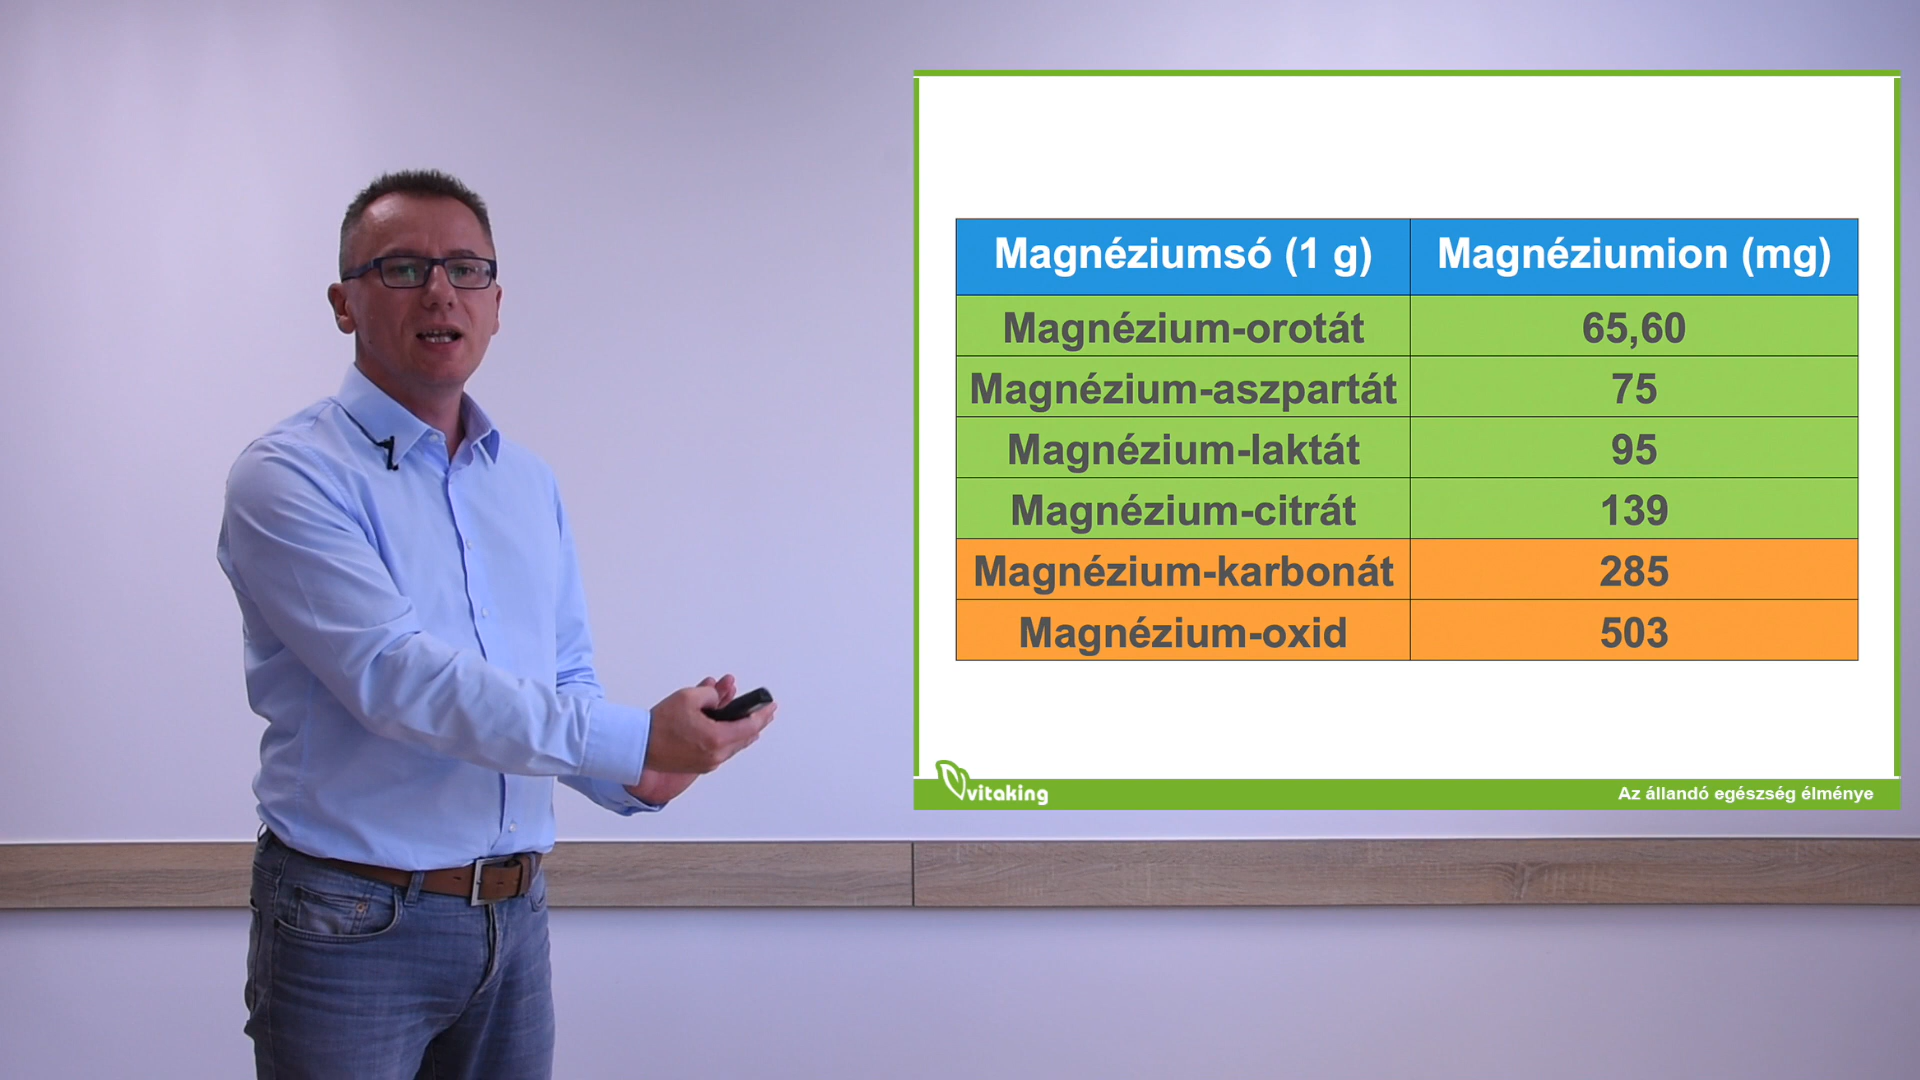 Magnéziumsó (1 g) Magnéziumion (mg)
Magnézium-orotát 65,60
Magnézium-aszpartát 75
Magnézium-laktát 95
Magnézium-citrát 139
Magnézium-karbonát 285
Magnézium-oxid 503
vitaking Az állandó egészség élménye